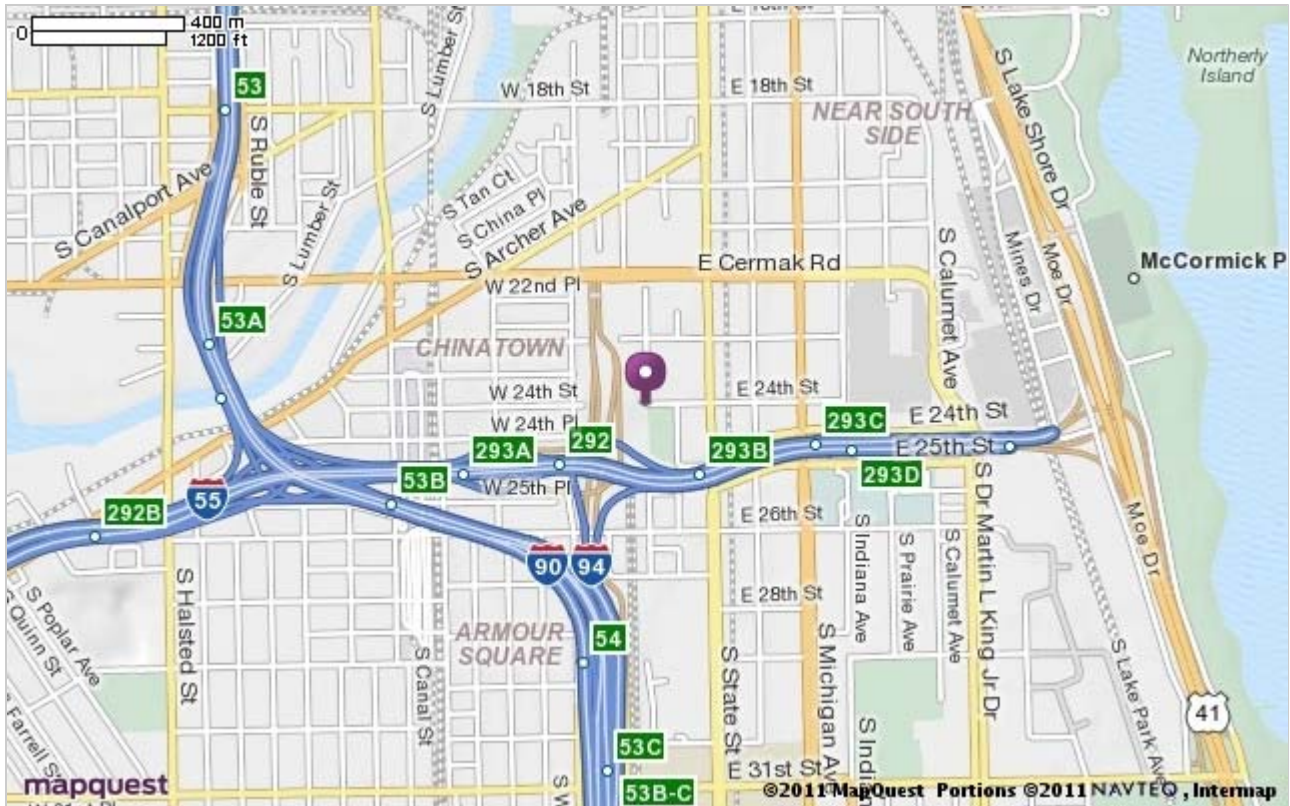 0
400 m
1200 ft
53
W 18th St
E 18th St
S Lumber St
S Ruble St
NEAR SOUTH
SIDE
S Lake Shore Dr
Northerly
Island
S Canalport Ave
S Tan Ct
S China Pl
S Archer Ave
S Lumber St
E Cermak Rd
W 22nd Pl
S Calumet Ave
Mines Dr
Moe Dr
McCormick P
53A
CHINATOWN
W 24th St
E 24th St
W 24th Pl
293C
E 24th St
293A
292
293B
E 25th St
293D
53B
W 25th Pl
55
292B
E 26th St
Moe Dr
90
94
S Halsted St
S Poplar Ave
S Quinn St
S Indiana Ave
S Prairie Ave
S Calumet Ave
S Dr Martin L King Jr Dr
E 28th St
ARMOUR
SQUARE
54
S Canal St
S State St
S Michigan Ave
S Lake Park Ave
41
Farrell St
53C
E 31st St
53B-C
S Indian
S W
mapquest
©2011 MapQuest Portions ©2011 NAVTEQ, Intermap